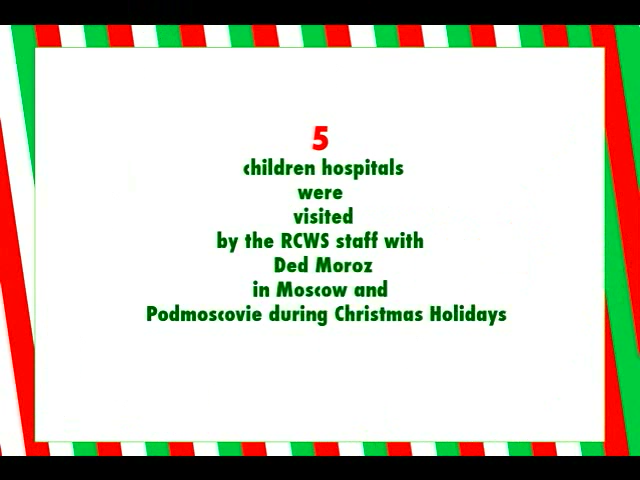 5
children hospitals
were
visited
by the RCWS staff with
Ded Moroz
in Moscow and
Podmoscovie during Christmas Holidays